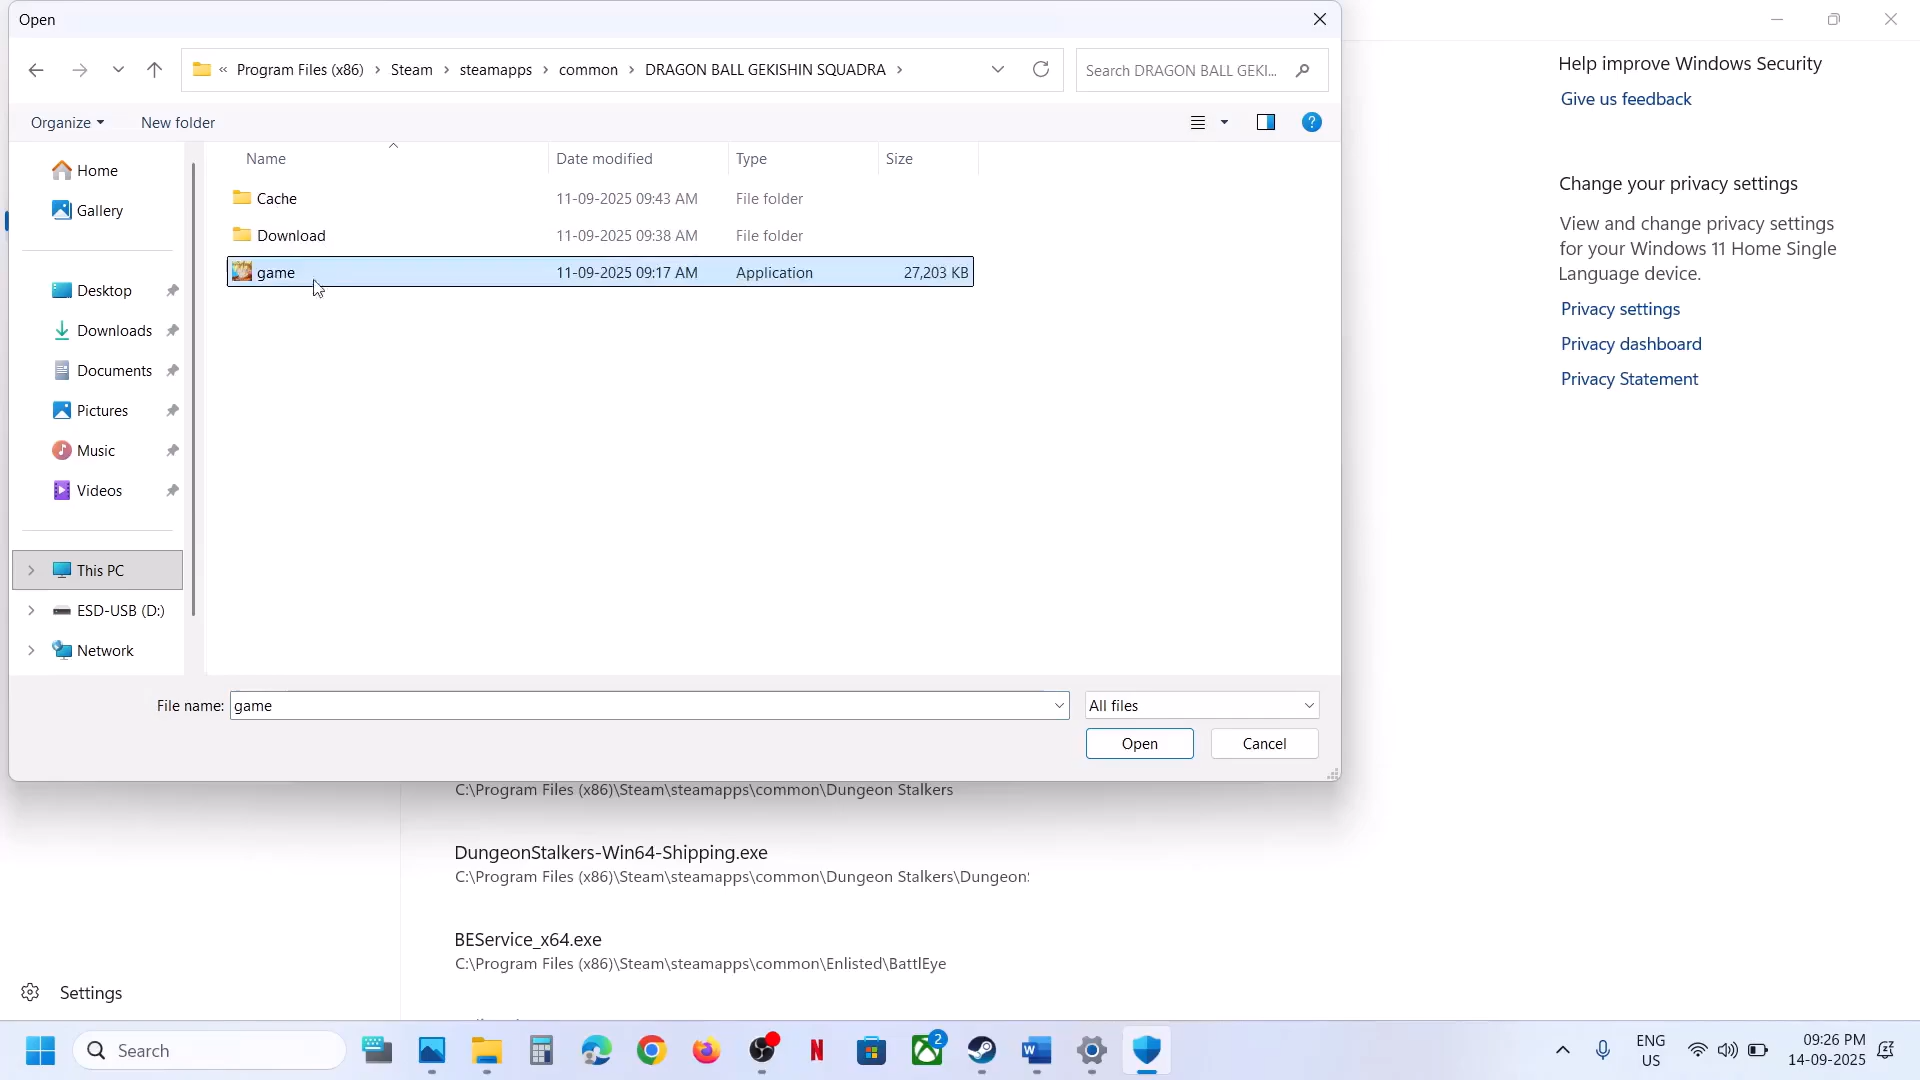 Open
« Program Files (x86) > Steam > steamapps > common > DRAGON BALL GEKISHIN SQUADRA >
Search DRAGON BALL GEKI...
Organize
New folder
Name
Date modified
Type
Size
Cache
11-09-2025 09:43 AM
File folder
Download
11-09-2025 09:38 AM
File folder
game
11-09-2025 09:17 AM
Application
27,203 KB
Home
Gallery
Desktop
Downloads
Documents
Pictures
Music
Videos
This PC
ESD-USB (D:)
Network
File name:
game
All files
Open
Cancel
Help improve Windows Security
Give us feedback
Change your privacy settings
View and change privacy settings
for your Windows 11 Home Single
Language device.
Privacy settings
Privacy dashboard
Privacy Statement
C:\Program Files (x86)\Steam\steamapps\common\Dungeon Stalkers
DungeonStalkers-Win64-Shipping.exe
C:\Program Files (x86)\Steam\steamapps\common\Dungeon Stalkers\Dungeon
BEService_x64.exe
C:\Program Files (x86)\Steam\steamapps\common\Enlisted\BattlEye
Settings
Search
2
ENG
US
09:26 PM
14-09-2025